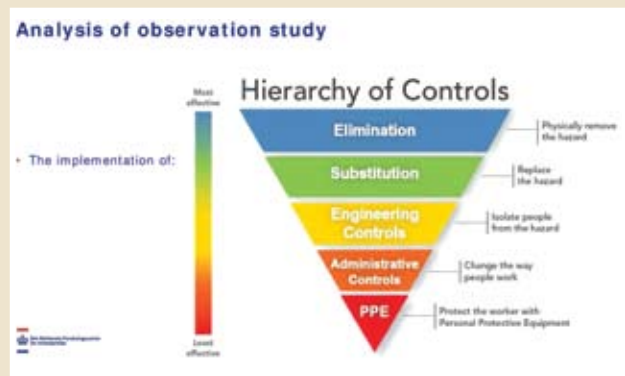 Analysis of observation study
Hierarchy of Controls
Most
effective
• The implementation of:
Elimination
Physically remove
the hazard
Substitution
Replace
the hazard
Engineering
Controls
Isolate people
from the hazard
Administrative
Controls
Change the way
people work
PPE
Protect the worker with
Personal Protective Equipment
Least
effective